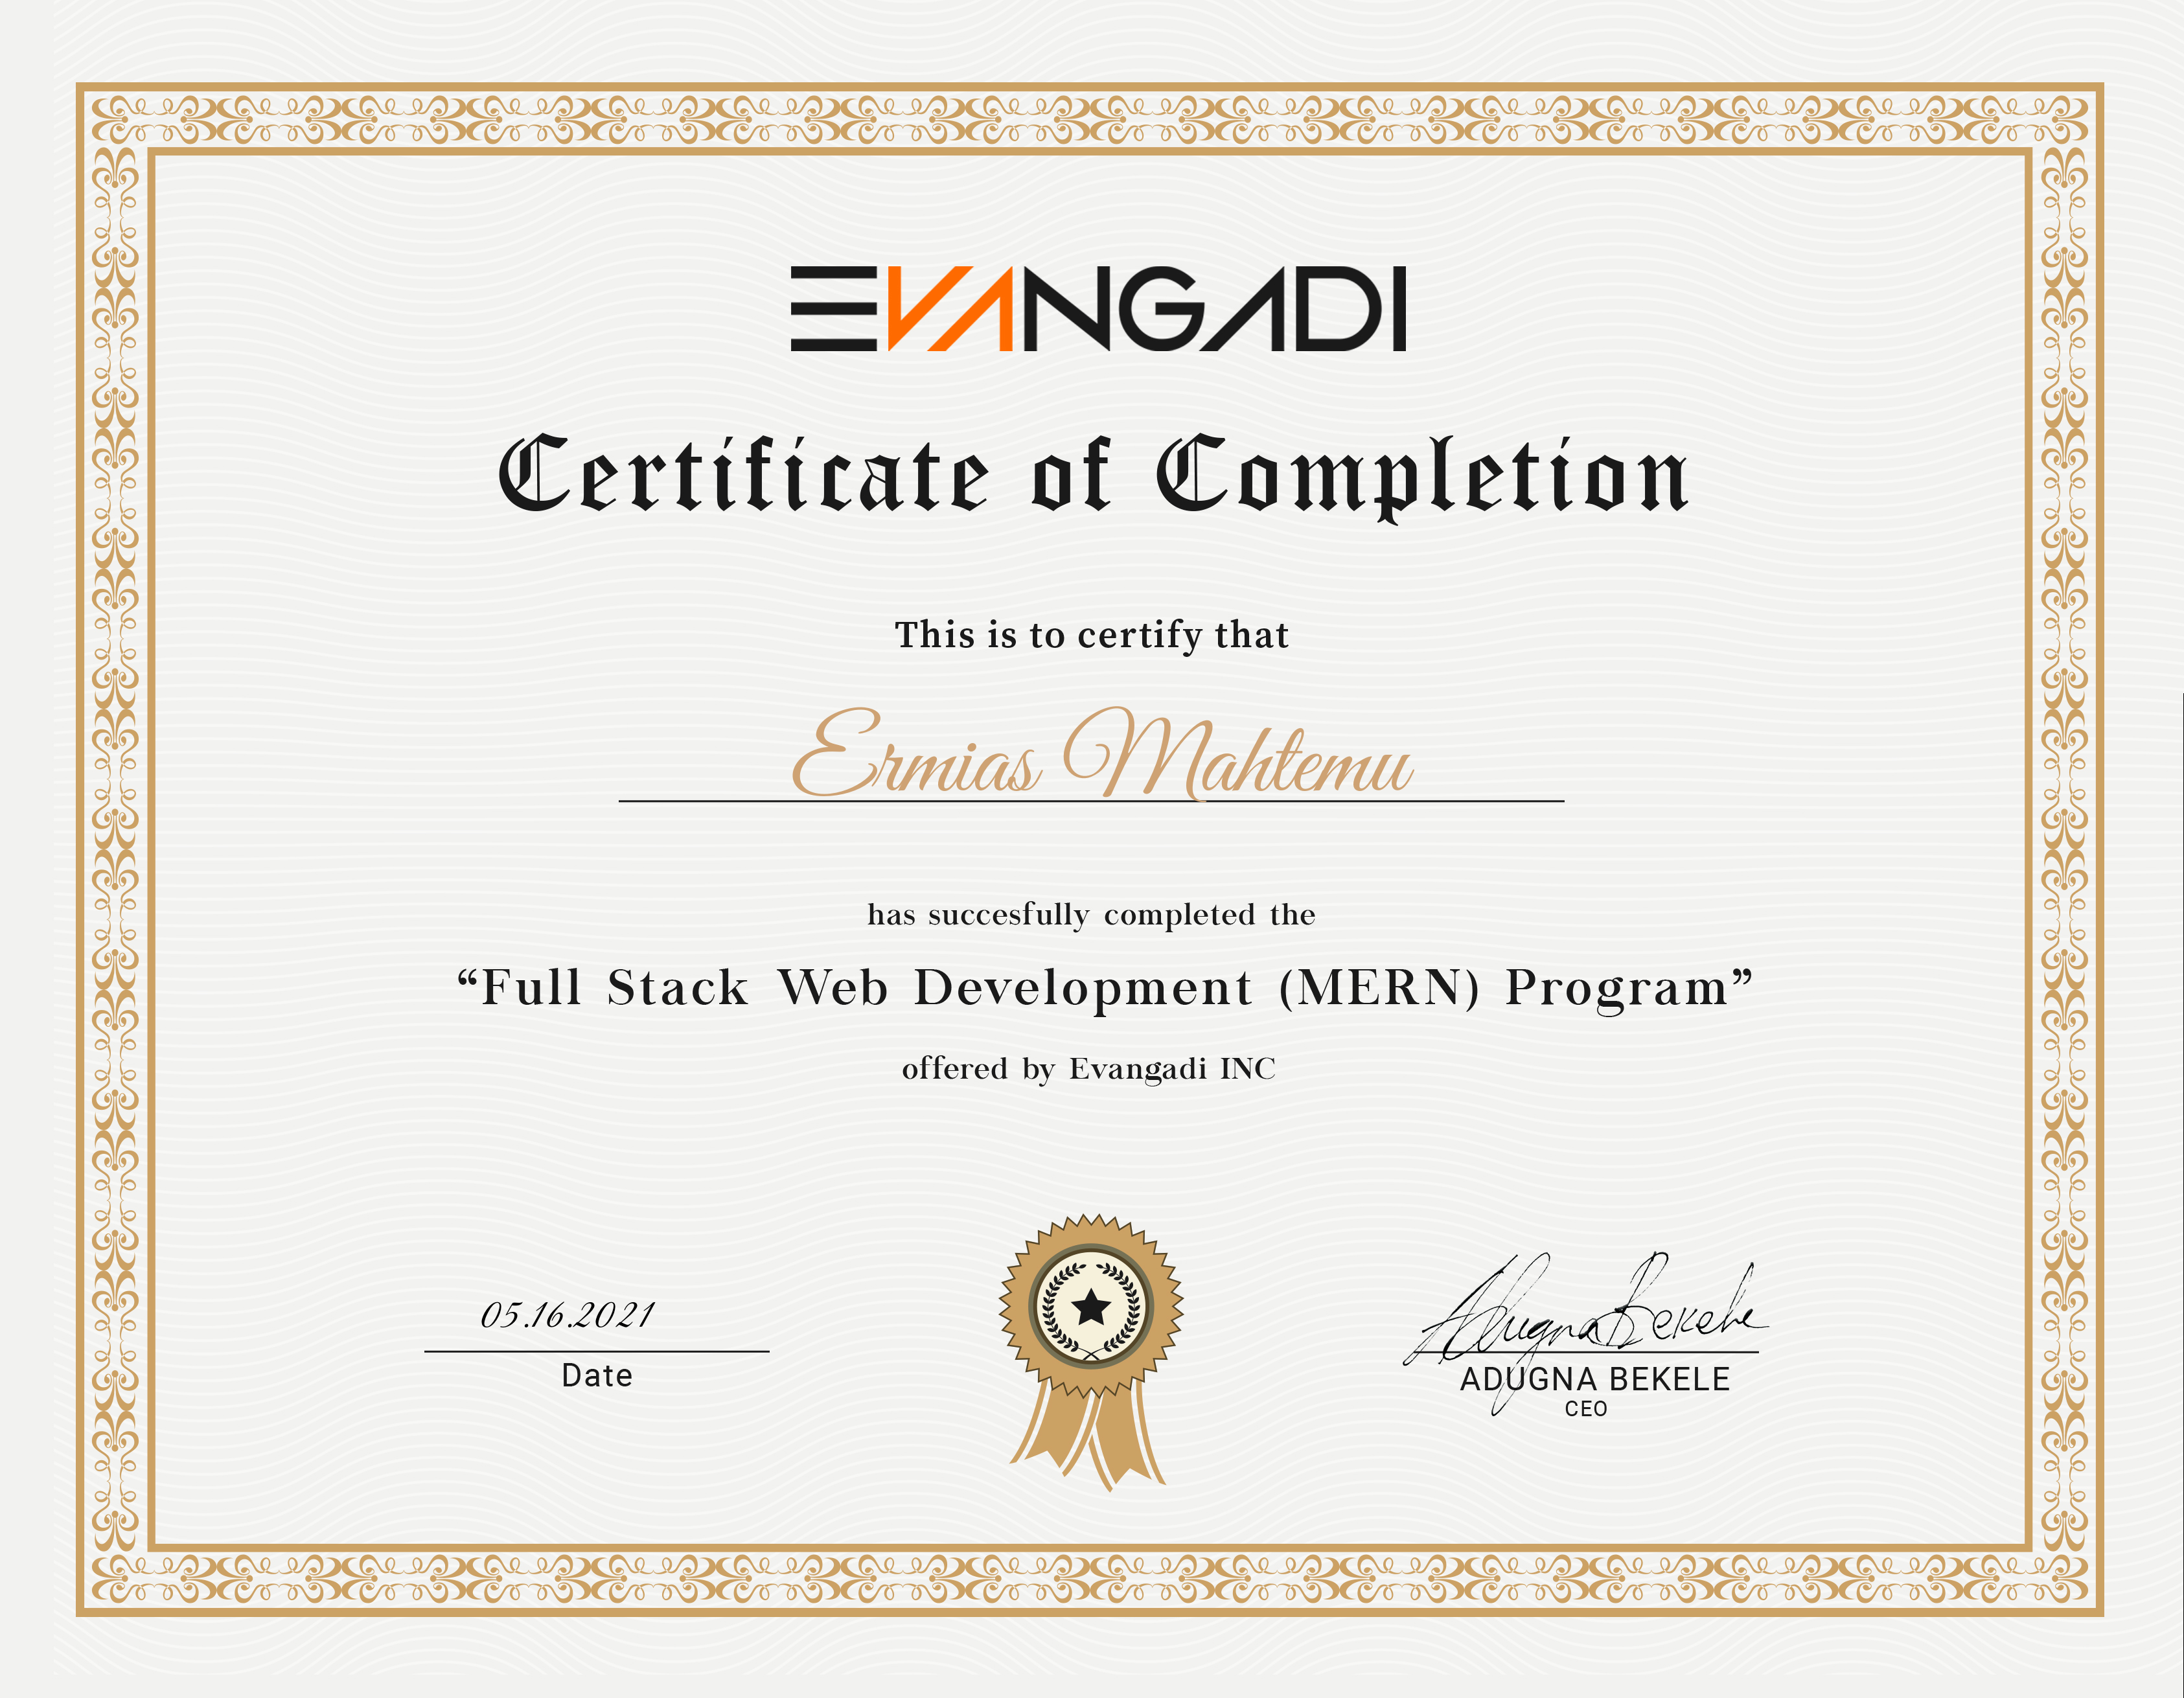 EVANGADI
Certificate of Completion
This is to certify that
Ermias Mahtemu
has succesfully completed the
“Full Stack Web Development (MERN) Program”
offered by Evangadi INC
05.16.2021
Date
Adugna Bekele
ADUGNA BEKELE
CEO